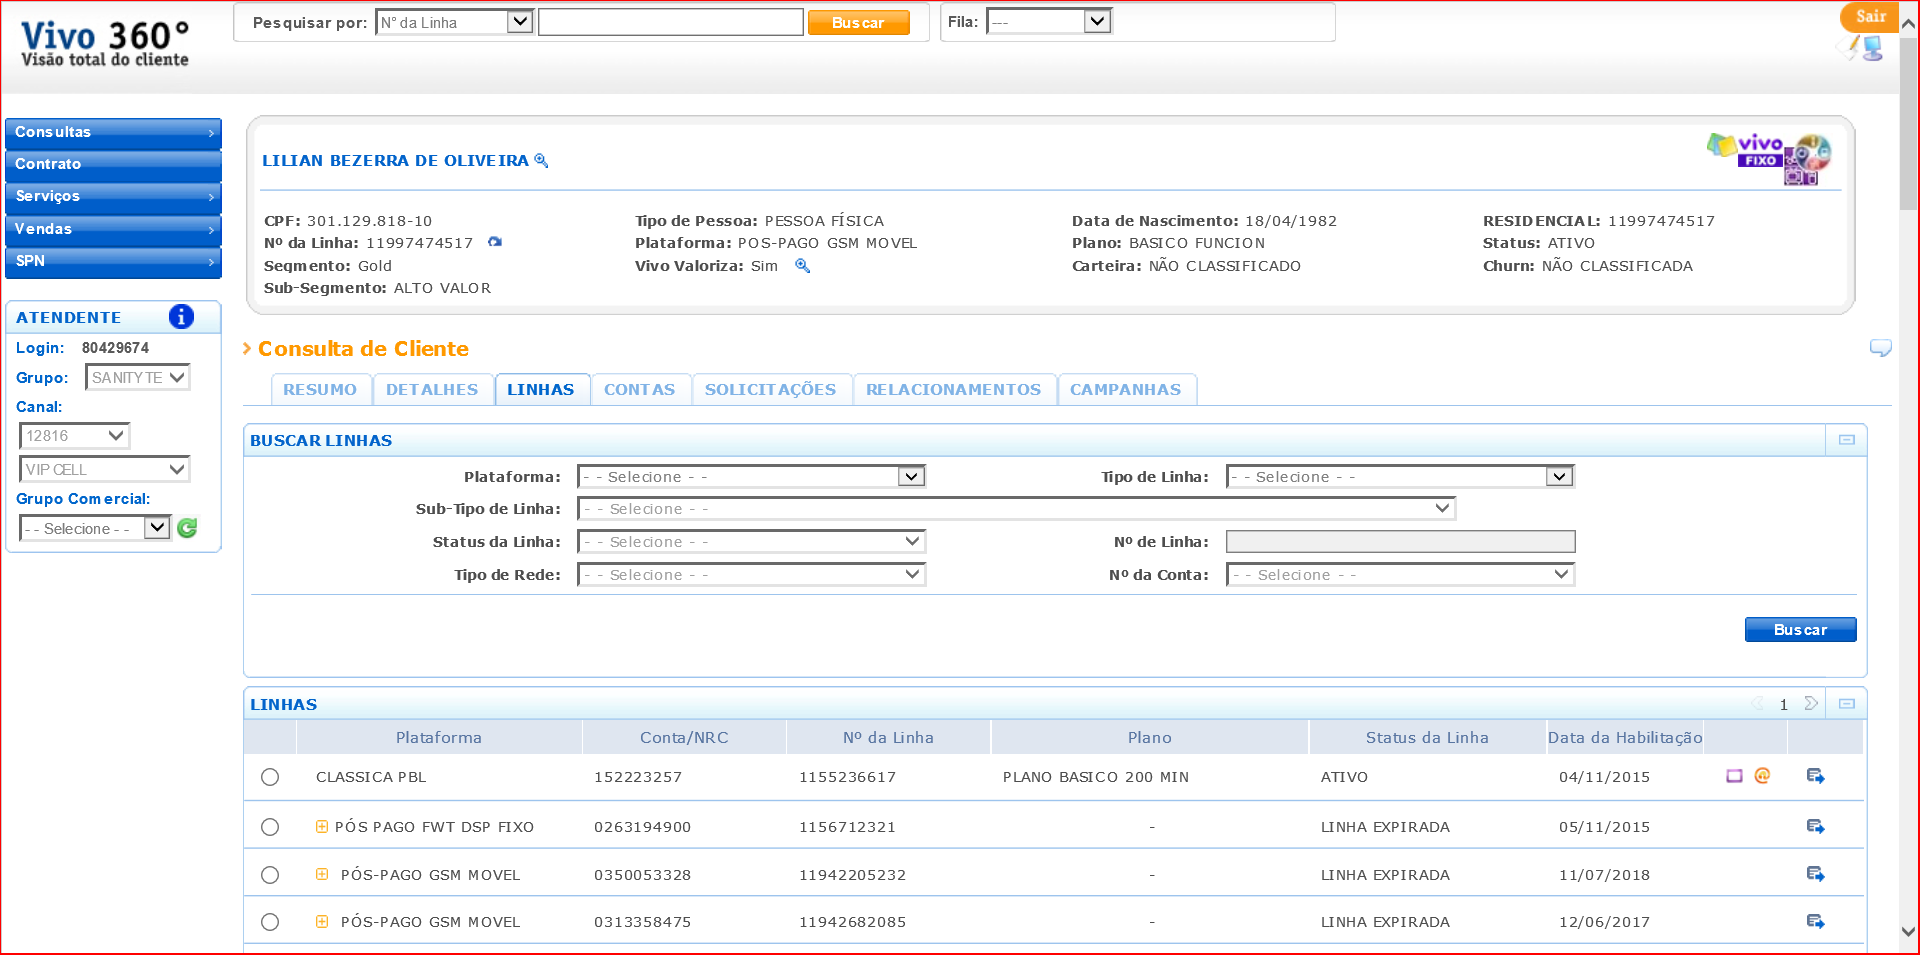 Vivo 360°
Visão total do cliente
Pesquisar por: N° da Linha Buscar Fila: ---
Sair
Consultas
Contrato
Serviços
Vendas
SPN
ATENDENTE
Login: 80429674
Grupo: SANITYTE
Canal:
12816
VIP CELL
Grupo Comercial:
- - Selecione - -
LILIAN BEZERRA DE OLIVEIRA
vivo
FIXO
CPF: 301.129.818-10 Tipo de Pessoa: PESSOA FÍSICA Data de Nascimento: 18/04/1982 RESIDENCIAL: 11997474517
Nº da Linha: 11997474517 Plataforma: POS-PAGO GSM MOVEL Plano: BASICO FUNCION Status: ATIVO
Segmento: Gold Vivo Valoriza: Sim Carteira: NÃO CLASSIFICADO Churn: NÃO CLASSIFICADA
Sub-Segmento: ALTO VALOR
Consulta de Cliente
RESUMO DETALHES LINHAS CONTAS SOLICITAÇÕES RELACIONAMENTOS CAMPANHAS
BUSCAR LINHAS
Plataforma: - - Selecione - - Tipo de Linha: - - Selecione - -
Sub-Tipo de Linha: - - Selecione - -
Status da Linha: - - Selecione - - Nº de Linha:
Tipo de Rede: - - Selecione - - Nº da Conta: - - Selecione - -
Buscar
LINHAS 1
Plataforma Conta/NRC Nº da Linha Plano Status da Linha Data da Habilitação
CLASSICA PBL 152223257 1155236617 PLANO BASICO 200 MIN ATIVO 04/11/2015
PÓS PAGO FWT DSP FIXO 0263194900 1156712321 - LINHA EXPIRADA 05/11/2015
PÓS-PAGO GSM MOVEL 0350053328 11942205232 - LINHA EXPIRADA 11/07/2018
PÓS-PAGO GSM MOVEL 0313358475 11942682085 - LINHA EXPIRADA 12/06/2017